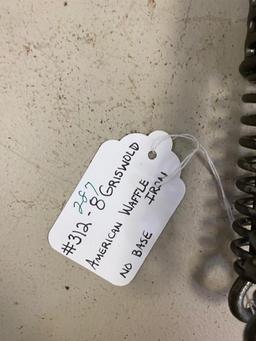 287
#312-8 GRISWOLD
AMERICAN WAFFLE
IRON
NO BASE